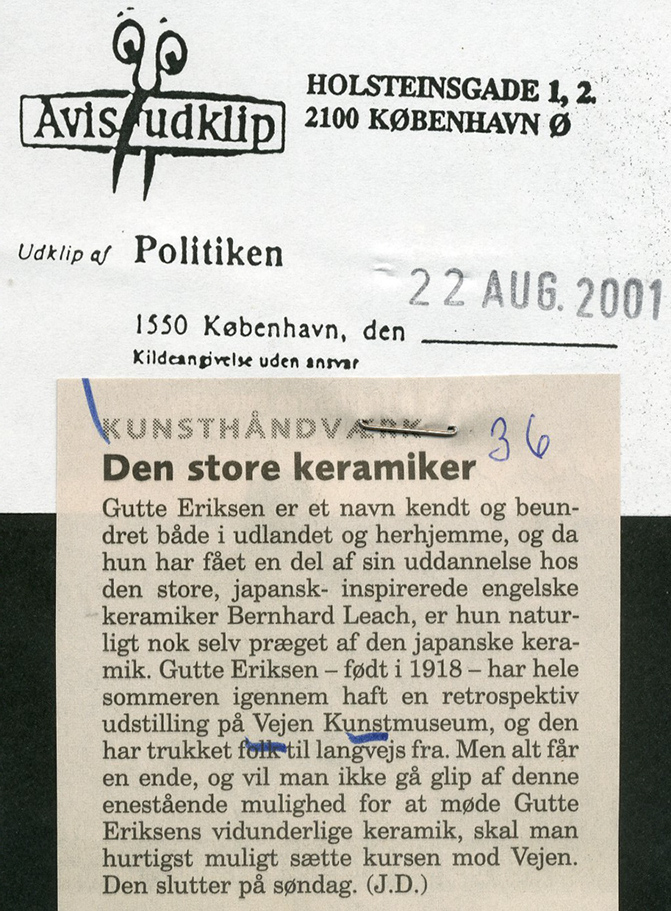 Avis/udklip
HOLSTEINSGADE 1, 2.
2100 KØBENHAVN Ø
Udklip af Politiken
22 AUG. 2001
1550 København, den
Kildeangivelse uden ansvar
KUNSTHÅNDVÆRK
36
Den store keramiker
Gutte Eriksen er et navn kendt og beun-
dret både i udlandet og herhjemme, og da
hun har fået en del af sin uddannelse hos
den store, japansk- inspirerede engelske
keramiker Bernhard Leach, er hun natur-
ligt nok selv præget af den japanske kera-
mik. Gutte Eriksen – født i 1918 – har hele
sommeren igennem haft en retrospektiv
udstilling på Vejen Kunstmuseum, og den
har trukket folk til langvejs fra. Men alt får
en ende, og vil man ikke gå glip af denne
enestående mulighed for at møde Gutte
Eriksens vidunderlige keramik, skal man
hurtigst muligt sætte kursen mod Vejen.
Den slutter på søndag. (J.D.)